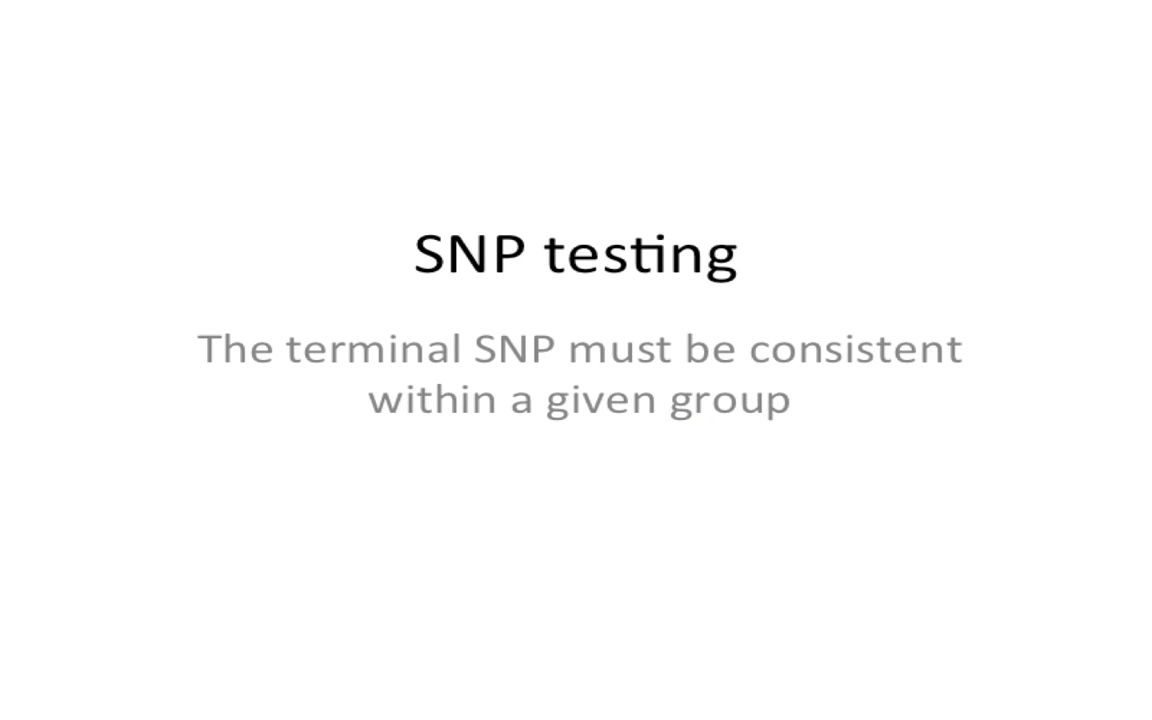 SNP testing
The terminal SNP must be consistent
within a given group